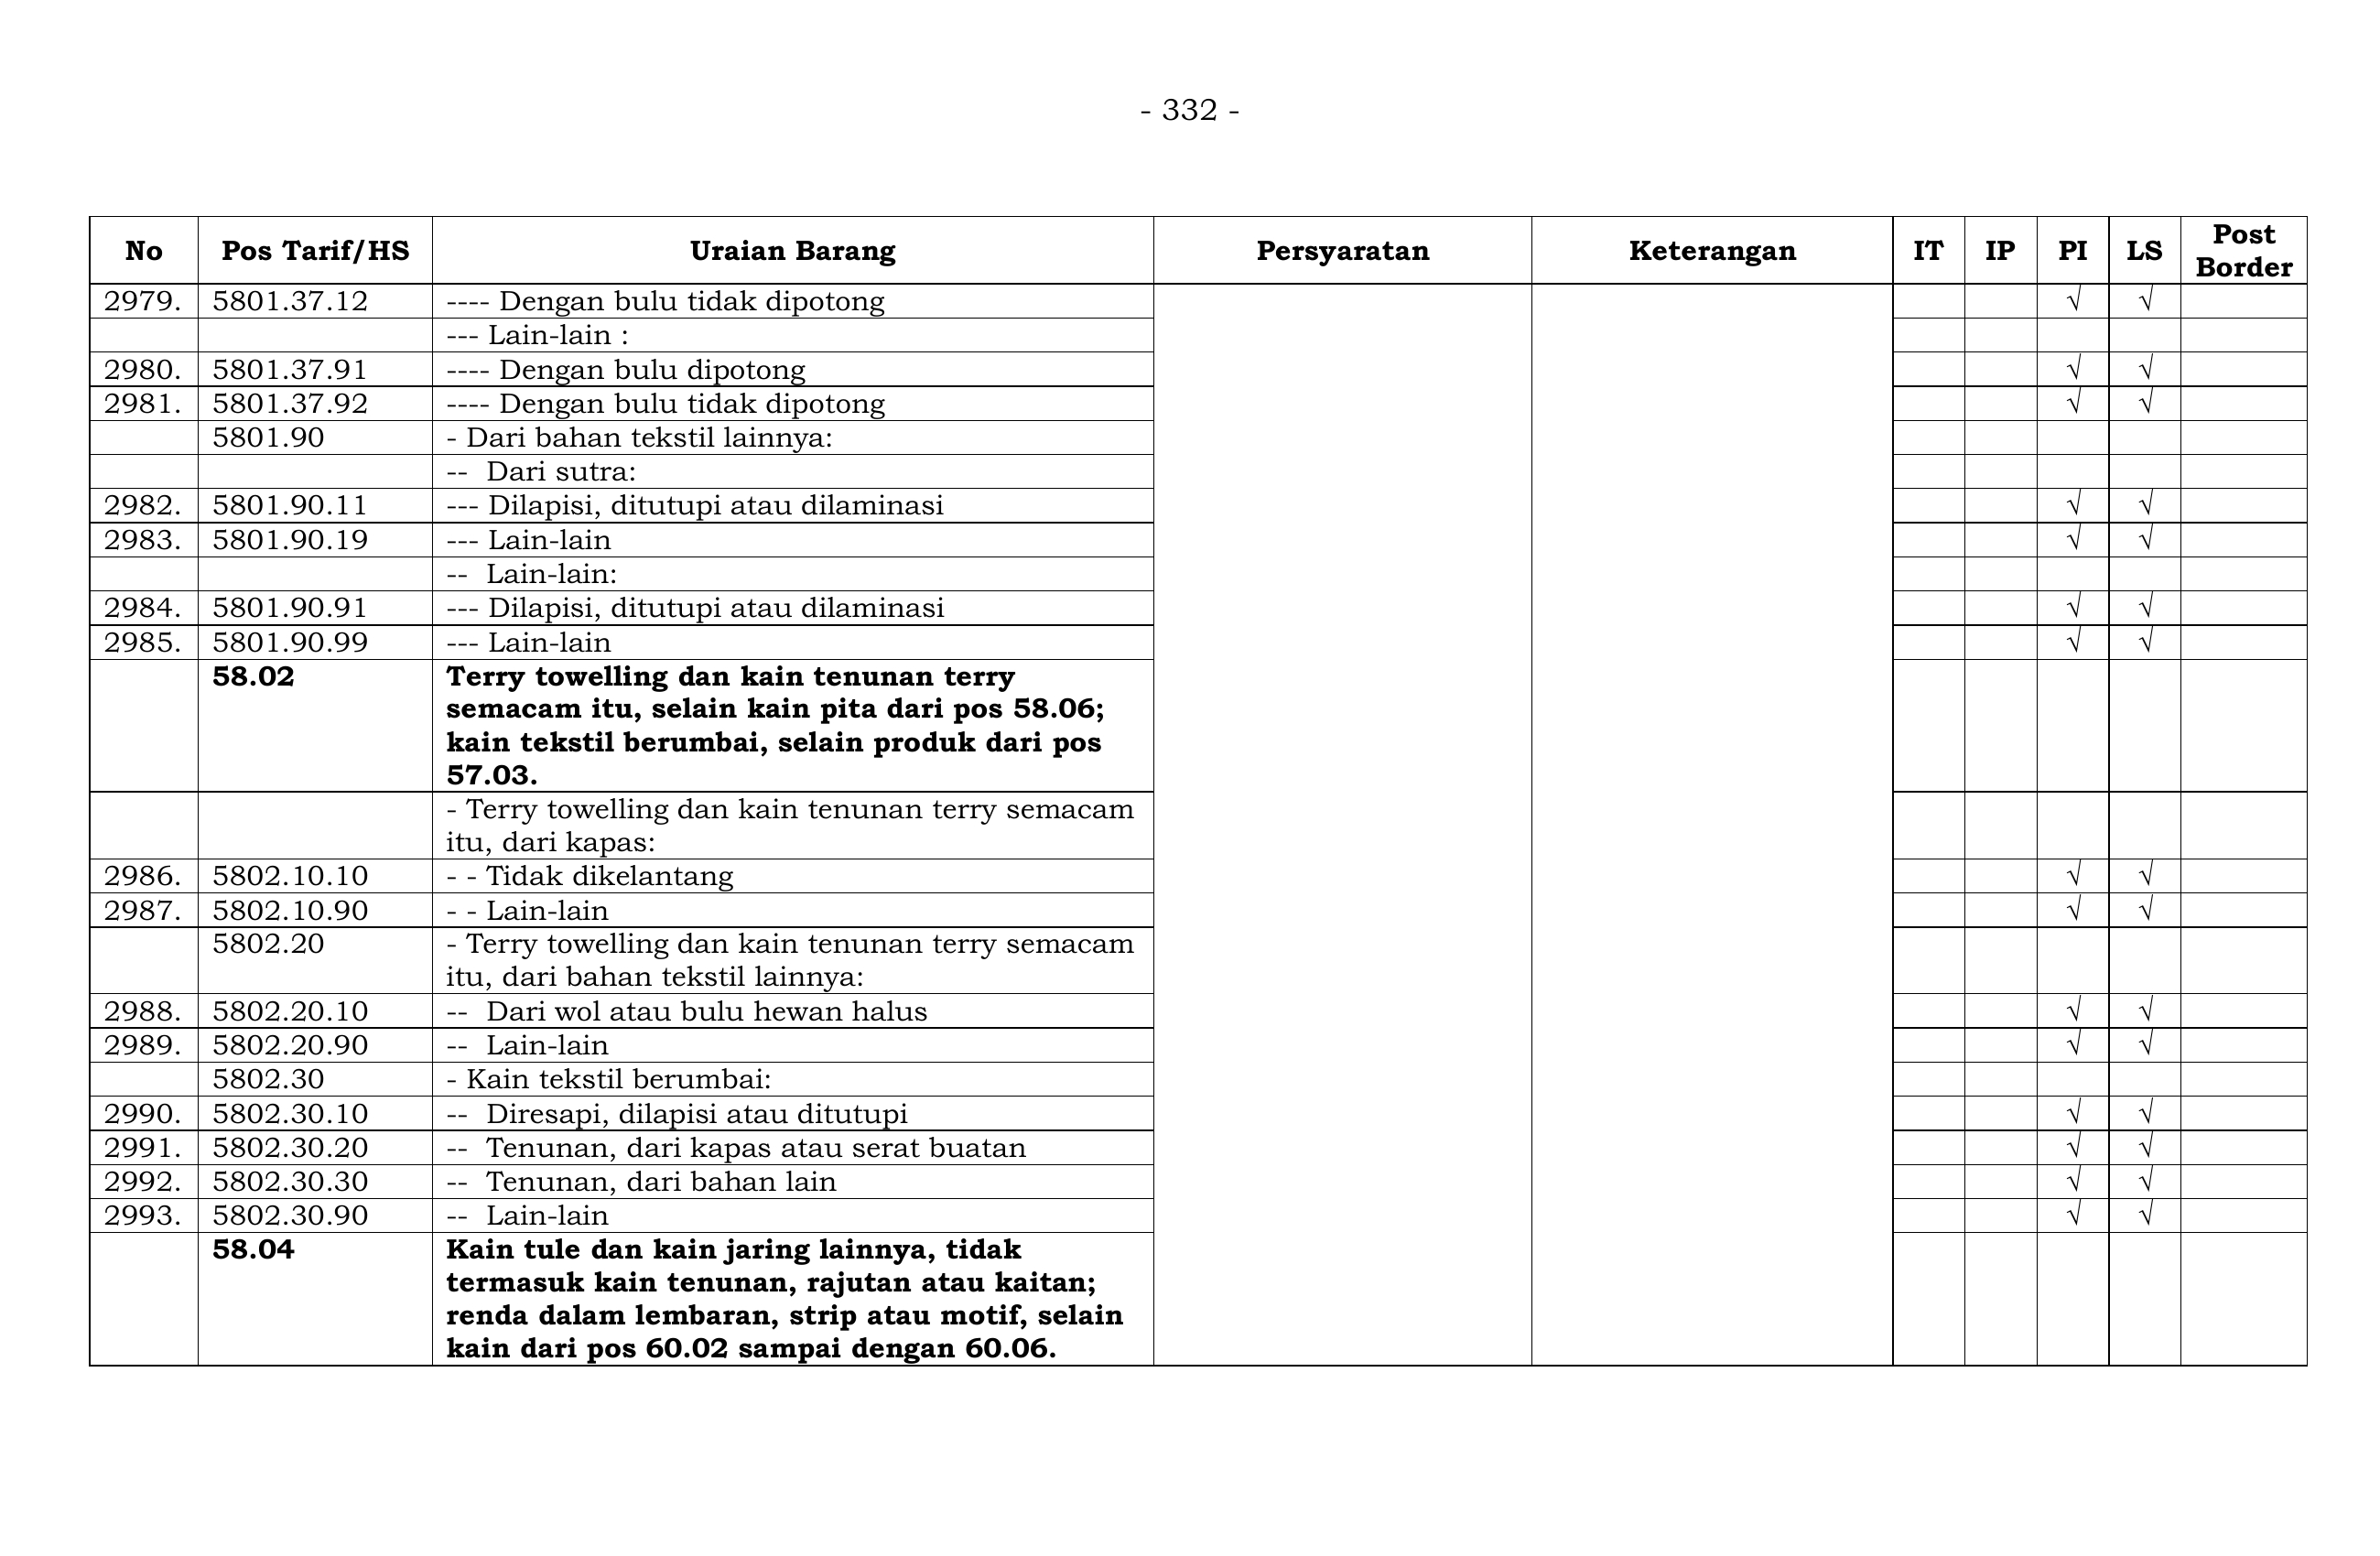 - 332 -
No Pos Tarif/HS Uraian Barang Persyaratan Keterangan IT IP PI LS Post Border
2979. 5801.37.12 ---- Dengan bulu tidak dipotong √ √
--- Lain-lain :
2980. 5801.37.91 ---- Dengan bulu dipotong √ √
2981. 5801.37.92 ---- Dengan bulu tidak dipotong √ √
5801.90 - Dari bahan tekstil lainnya:
-- Dari sutra:
2982. 5801.90.11 --- Dilapisi, ditutupi atau dilaminasi √ √
2983. 5801.90.19 --- Lain-lain √ √
-- Lain-lain:
2984. 5801.90.91 --- Dilapisi, ditutupi atau dilaminasi √ √
2985. 5801.90.99 --- Lain-lain √ √
58.02 Terry towelling dan kain tenunan terry
semacam itu, selain kain pita dari pos 58.06;
kain tekstil berumbai, selain produk dari pos
57.03.
- Terry towelling dan kain tenunan terry semacam
itu, dari kapas:
2986. 5802.10.10 - - Tidak dikelantang √ √
2987. 5802.10.90 - - Lain-lain √ √
5802.20 - Terry towelling dan kain tenunan terry semacam
itu, dari bahan tekstil lainnya:
2988. 5802.20.10 -- Dari wol atau bulu hewan halus √ √
2989. 5802.20.90 -- Lain-lain √ √
5802.30 - Kain tekstil berumbai:
2990. 5802.30.10 -- Diresapi, dilapisi atau ditutupi √ √
2991. 5802.30.20 -- Tenunan, dari kapas atau serat buatan √ √
2992. 5802.30.30 -- Tenunan, dari bahan lain √ √
2993. 5802.30.90 -- Lain-lain √ √
58.04 Kain tule dan kain jaring lainnya, tidak
termasuk kain tenunan, rajutan atau kaitan;
renda dalam lembaran, strip atau motif, selain
kain dari pos 60.02 sampai dengan 60.06.